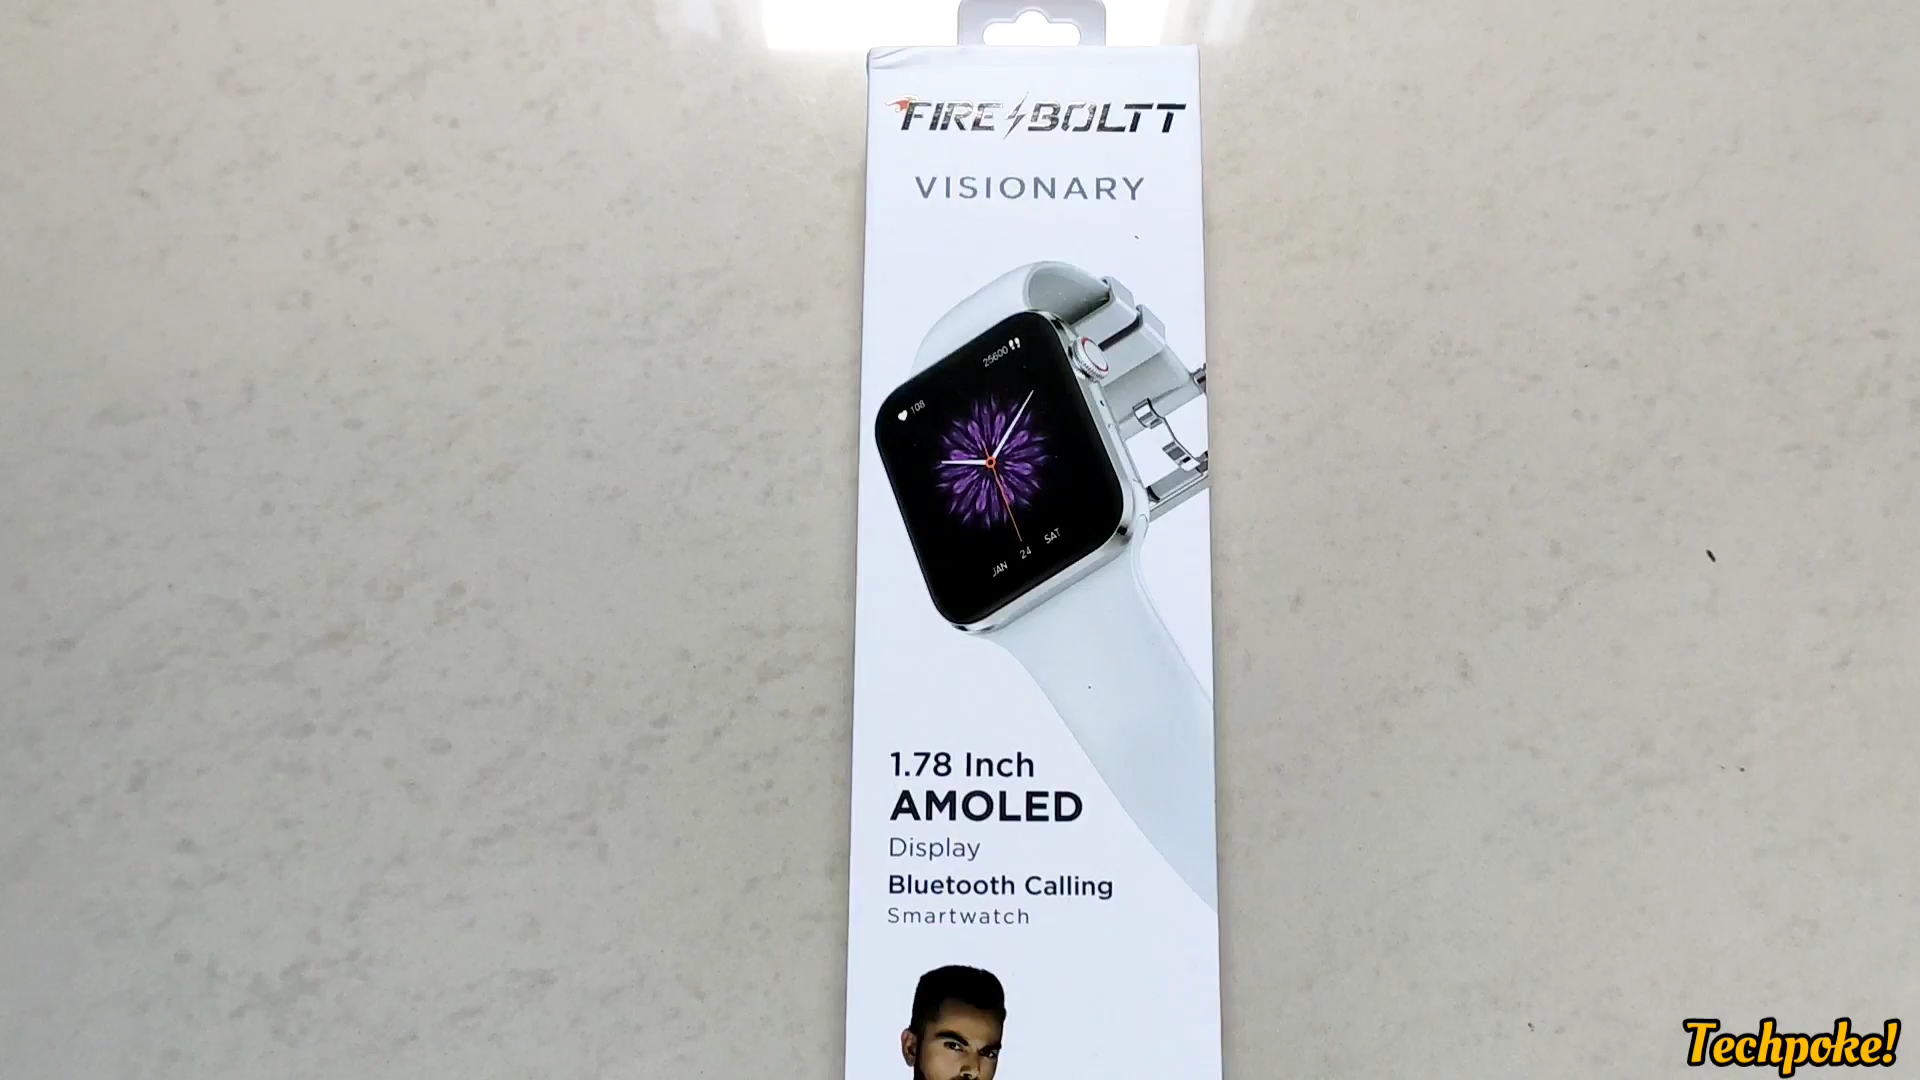 FIRE BOLTT
VISIONARY
25600
108
JAN 24 SAT
1.78 Inch
AMOLED
Display
Bluetooth Calling
Smartwatch
Techpoke!